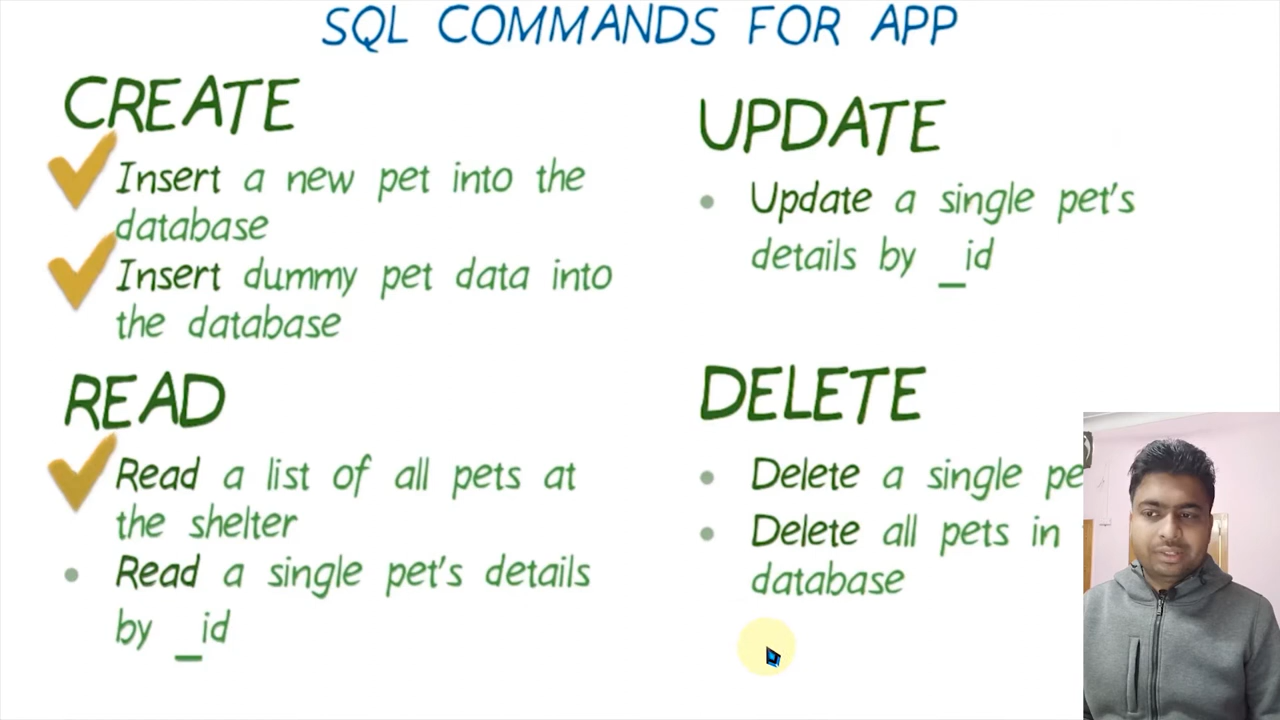 SQL COMMANDS FOR APP
CREATE
Insert a new pet into the
database
Insert dummy pet data into
the database
READ
Read a list of all pets at
the shelter
Read a single pet's details
by _id
UPDATE
Update a single pet's
details by _id
DELETE
Delete a single
Delete all pets in
database